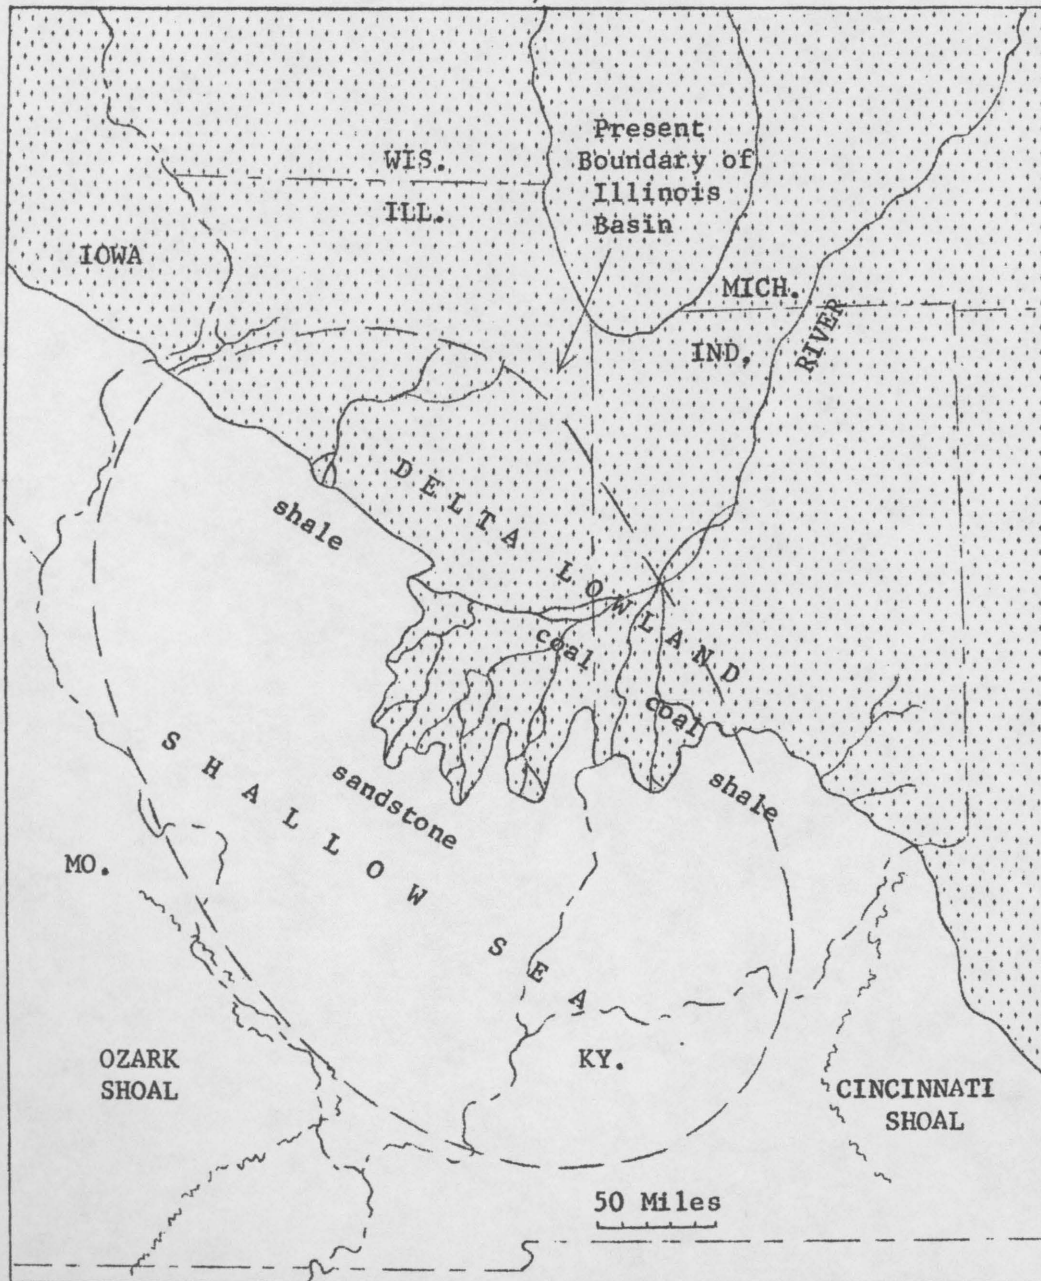 WIS.
ILL.
IOWA
Present
Boundary of
Illinois
Basin
MICH.
IND.
RIVER
DELTA LOWLAND
shale
coal
coal
shale
sandstone
SHALLOW SEA
MO.
OZARK
SHOAL
KY.
CINCINNATI
SHOAL
50 Miles